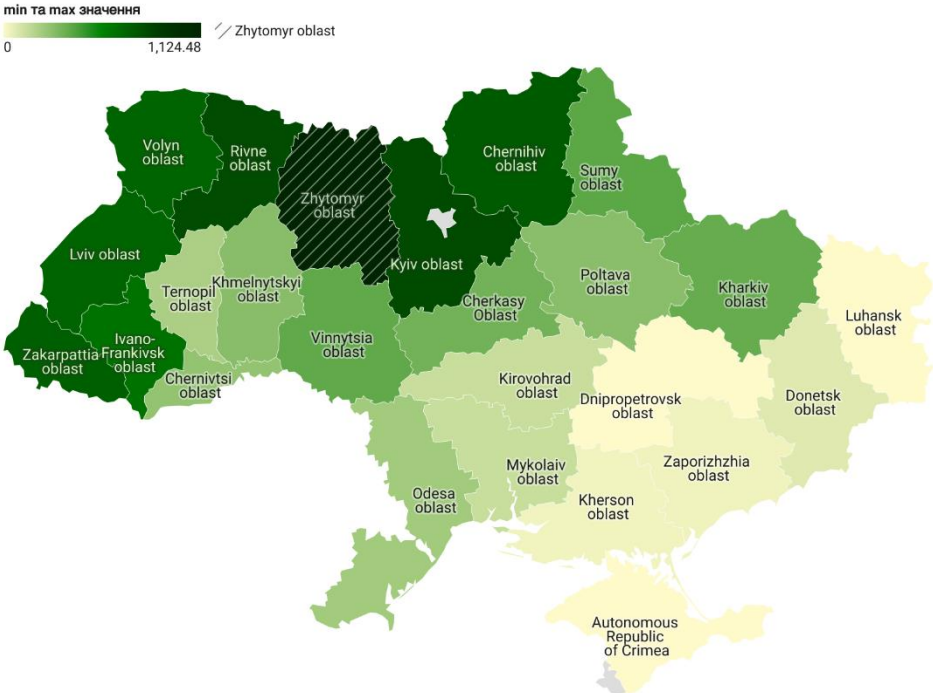 min та max значення
0
1,124.48
Zhytomyr oblast
Volyn
oblast
Rivne
oblast
Zhytomyr
oblast
Chernihiv
oblast
Sumy
oblast
Lviv oblast
Kyiv oblast
Ternopil
oblast
Khmelnytskyi
oblast
Poltava
oblast
Kharkiv
oblast
Cherkasy
Oblast
Luhansk
oblast
Zakarpattia
oblast
Ivano-
Frankivsk
oblast
Vinnytsia
oblast
Chernivtsi
oblast
Kirovohrad
oblast
Dnipropetrovsk
oblast
Donetsk
oblast
Mykolaiv
oblast
Zaporizhzhia
oblast
Odesa
oblast
Kherson
oblast
Autonomous
Republic
of Crimea